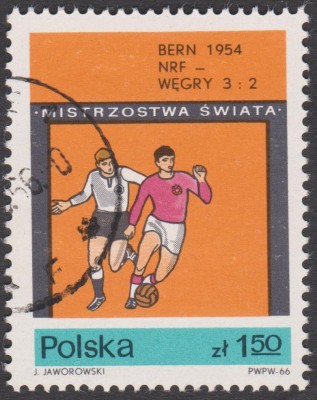 BERN 1954
NRF –
WĘGRY 3 : 2
·MISTRZOSTWA ŚWIATA·
Polska zł 1.50
J. JAWOROWSKI PWPW-66